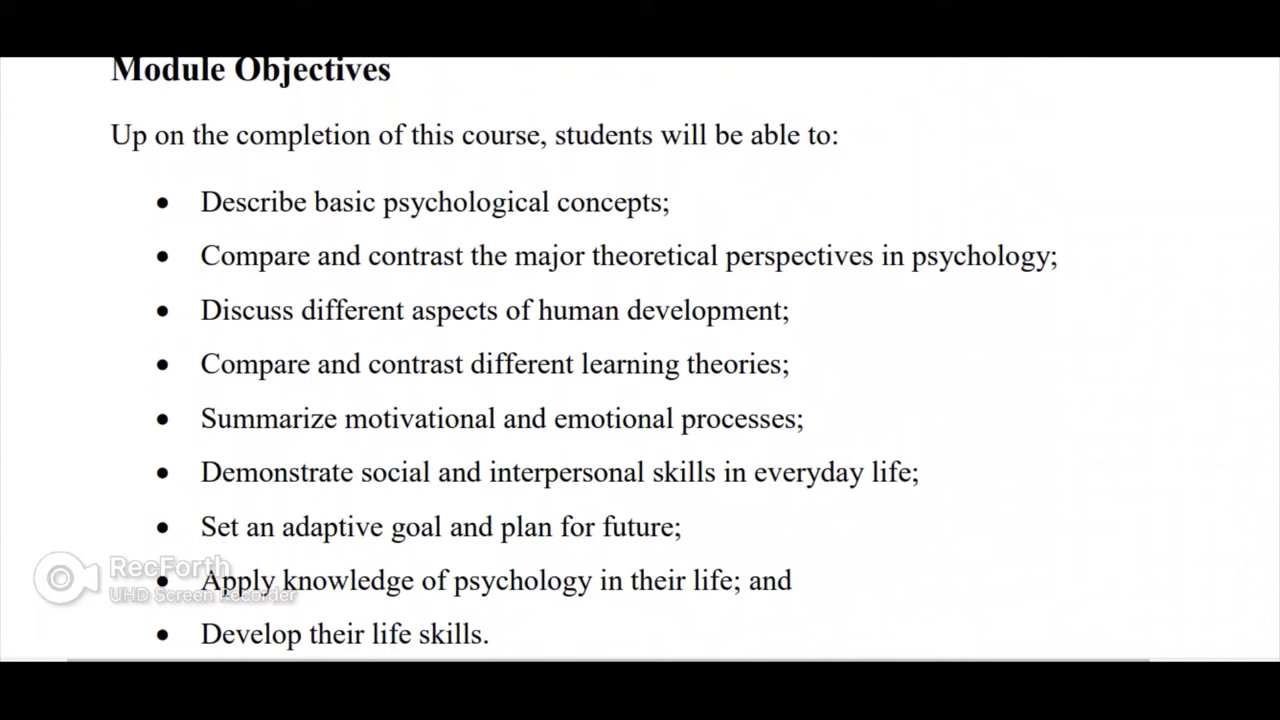 Module Objectives
Up on the completion of this course, students will be able to:
• Describe basic psychological concepts;
• Compare and contrast the major theoretical perspectives in psychology;
• Discuss different aspects of human development;
• Compare and contrast different learning theories;
• Summarize motivational and emotional processes;
• Demonstrate social and interpersonal skills in everyday life;
• Set an adaptive goal and plan for future;
RecForth
• Apply knowledge of psychology in their life; and
UHD Screen Recorder
• Develop their life skills.